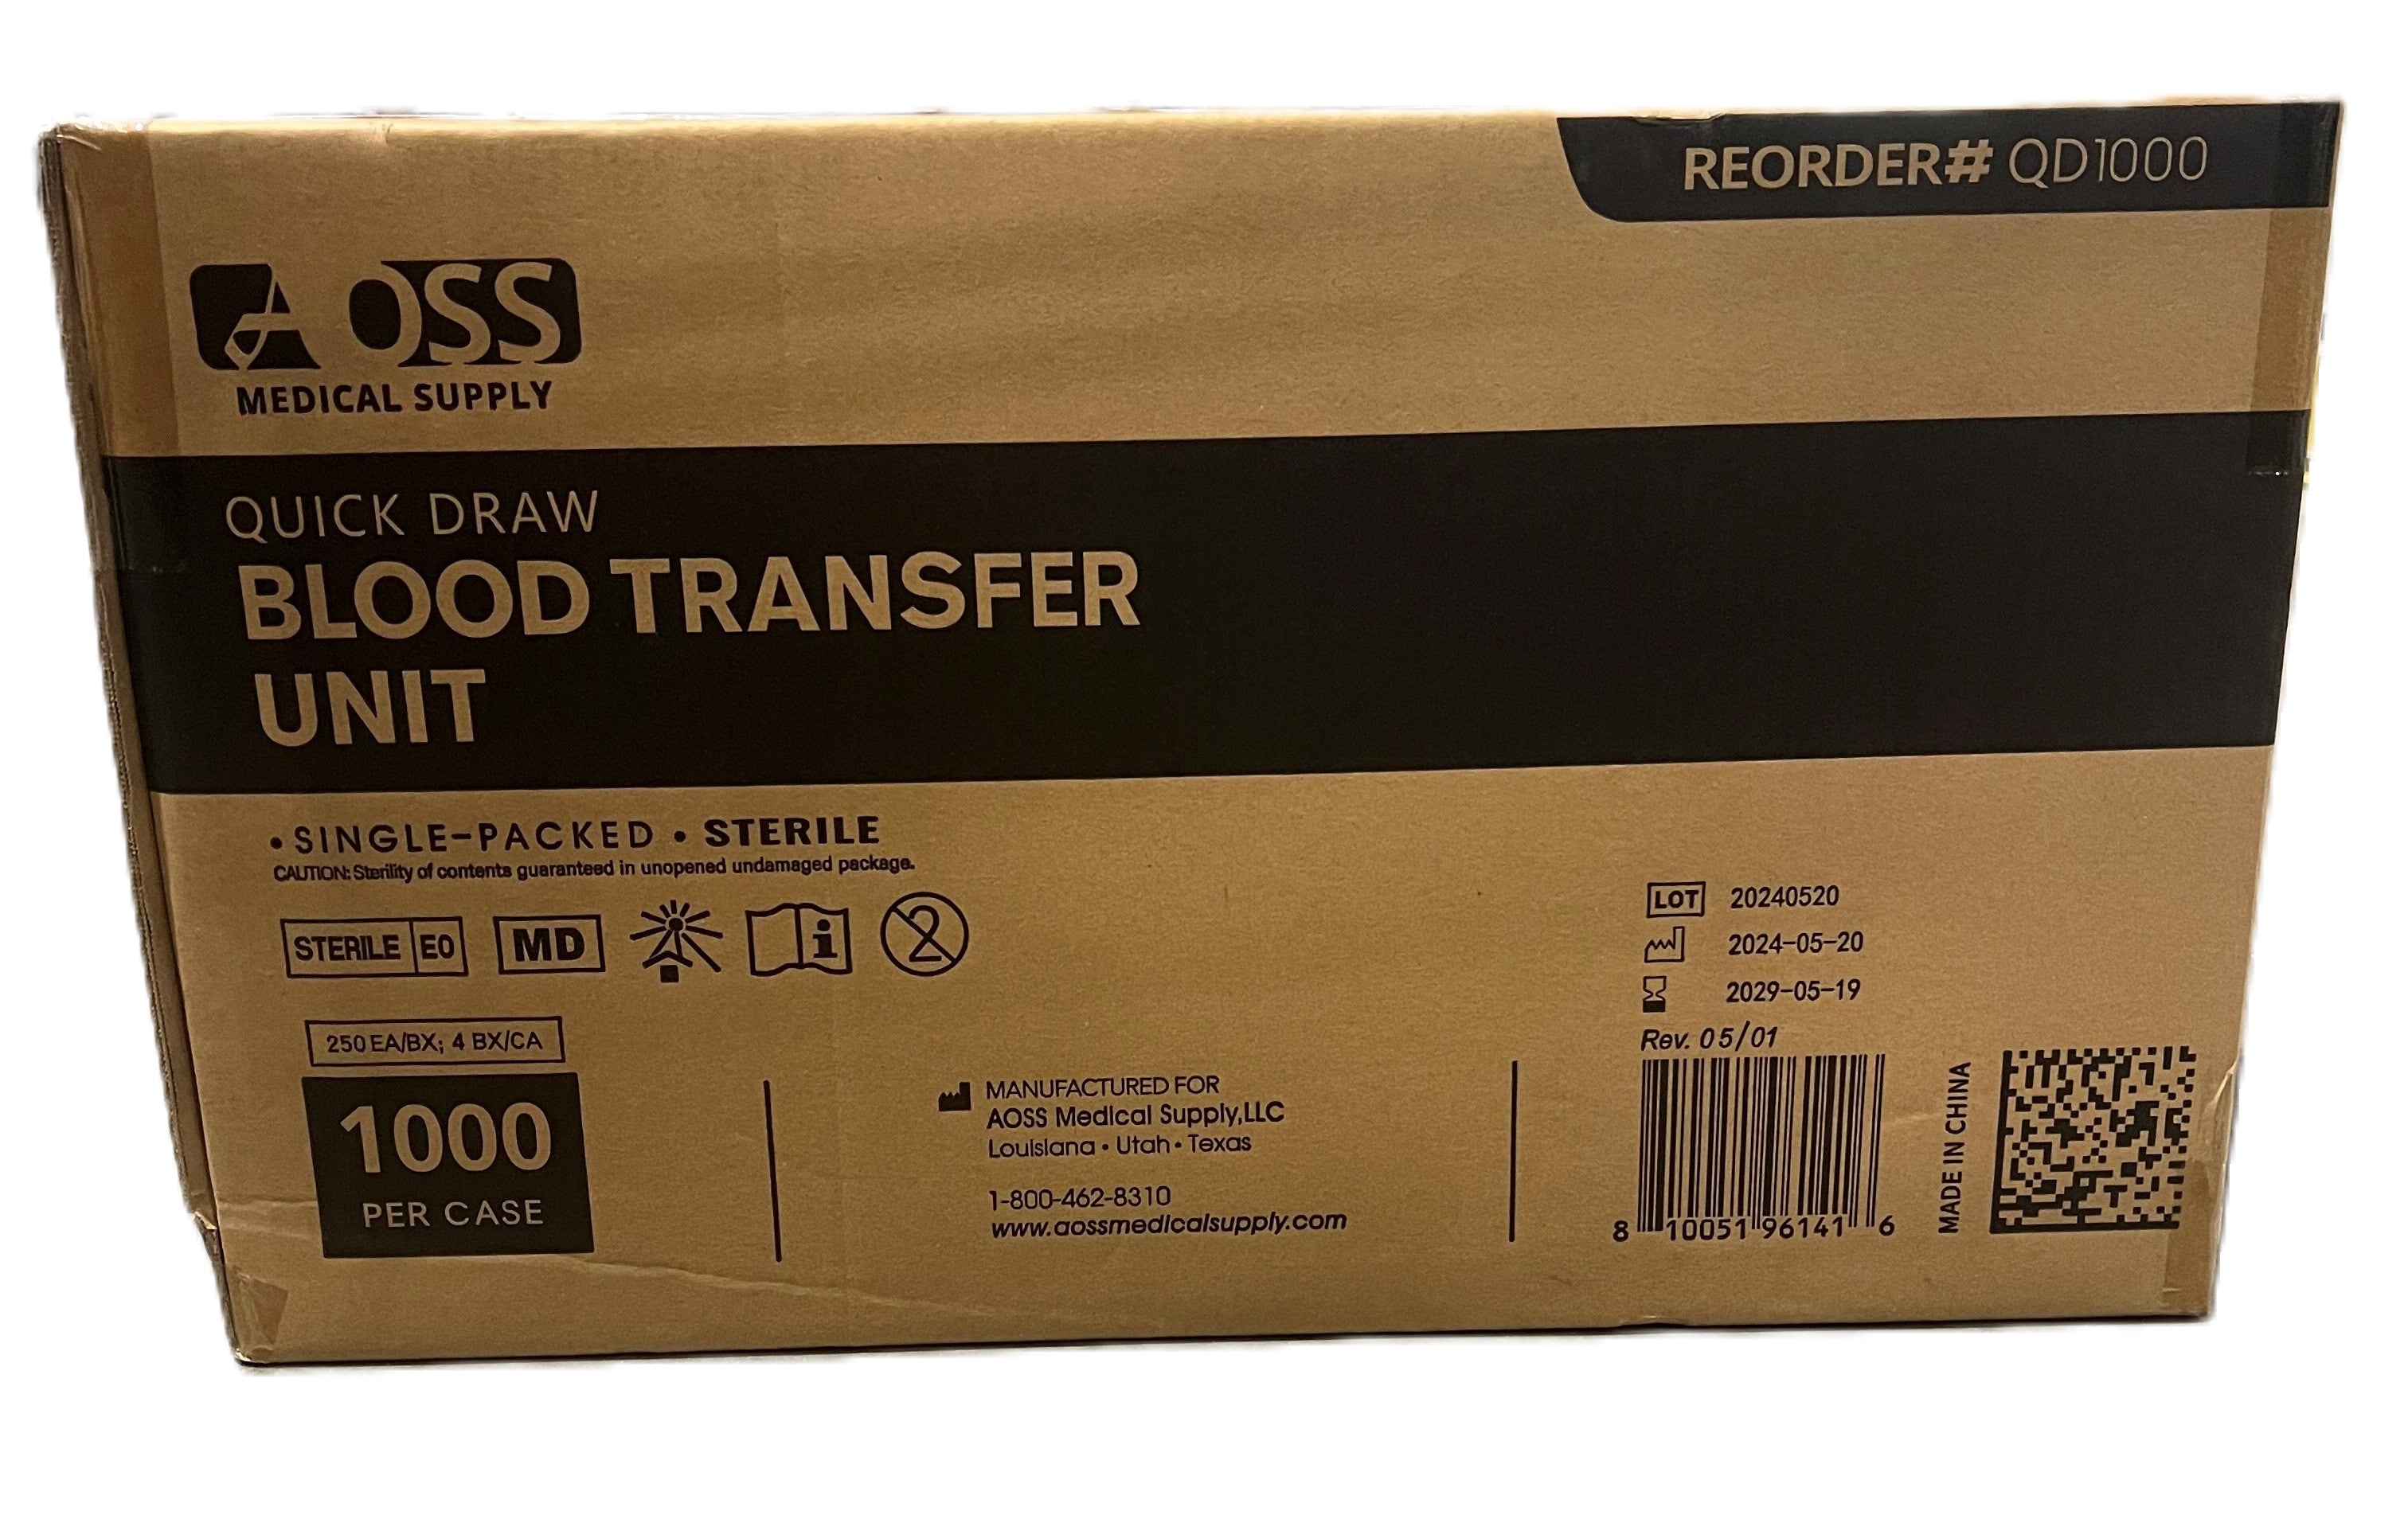 REORDER# QD1000
AOSS
MEDICAL SUPPLY
QUICK DRAW
BLOOD TRANSFER
UNIT
• SINGLE-PACKED • STERILE
CAUTION: Sterility of contents guaranteed in unopened undamaged package.
STERILE EO MD i 2
LOT 20240520
2024-05-20
2029-05-19
Rev. 05/01
250 EA/BX; 4 BX/CA
1000
PER CASE
MANUFACTURED FOR
AOSS Medical Supply,LLC
Louisiana • Utah • Texas
1-800-462-8310
www.aossmedicalsupply.com
8 10051 96141 6
MADE IN CHINA